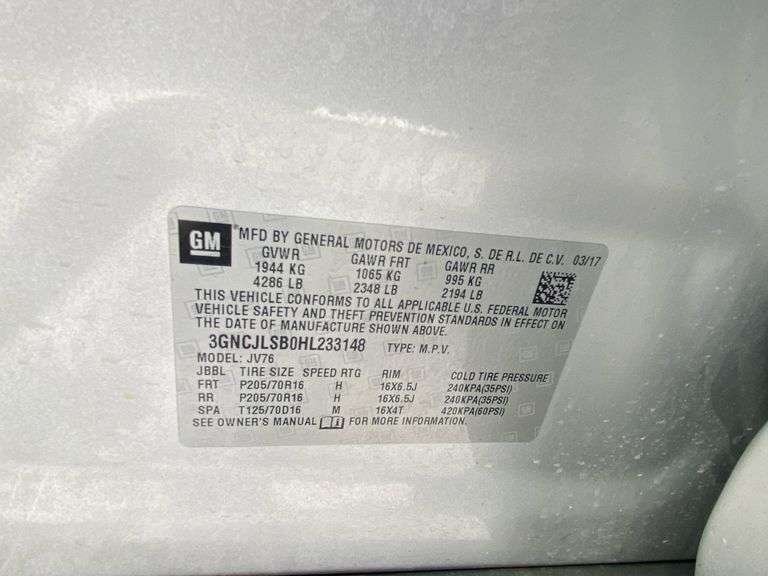 GM
*MFD BY GENERAL MOTORS DE MEXICO, S. DE R.L. DE C.V. 03/17
GVWR GAWR FRT GAWR RR
1944 KG 1065 KG 995 KG
4286 LB 2348 LB 2194 LB
THIS VEHICLE CONFORMS TO ALL APPLICABLE U.S. FEDERAL MOTOR
VEHICLE SAFETY AND THEFT PREVENTION STANDARDS IN EFFECT ON
THE DATE OF MANUFACTURE SHOWN ABOVE.
3GNCJLSB0HL233148 TYPE: M.P.V.
MODEL: JV76
JBBL TIRE SIZE SPEED RTG RIM COLD TIRE PRESSURE
FRT P205/70R16 H 16X6.5J 240KPA(35PSI)
RR P205/70R16 H 16X6.5J 240KPA(35PSI)
SPA T125/70D16 M 16X4T 420KPA(60PSI)
SEE OWNER'S MANUAL FOR MORE INFORMATION.